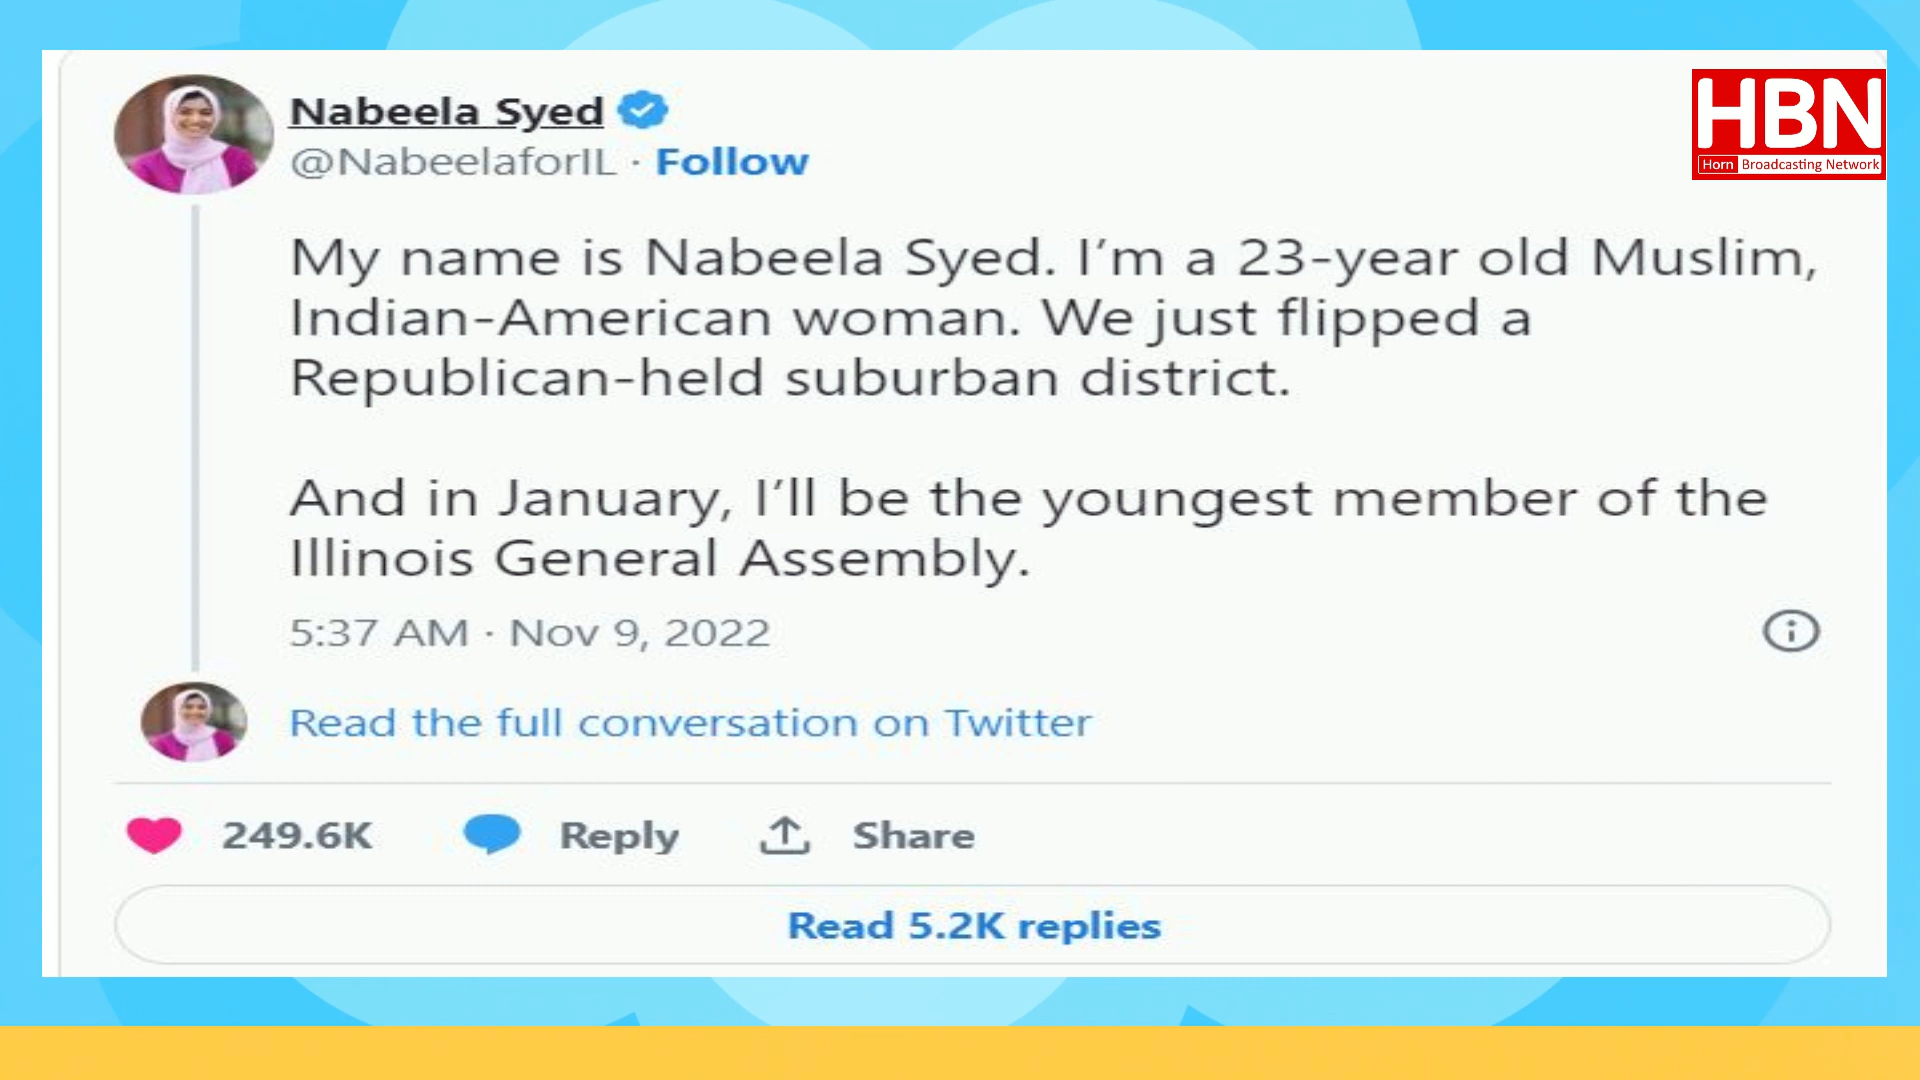 Nabeela Syed
@NabeelaforIL · Follow
HBN
Horn Broadcasting Network
My name is Nabeela Syed. I’m a 23-year old Muslim,
Indian-American woman. We just flipped a
Republican-held suburban district.
And in January, I’ll be the youngest member of the
Illinois General Assembly.
5:37 AM · Nov 9, 2022
Read the full conversation on Twitter
249.6K Reply Share
Read 5.2K replies